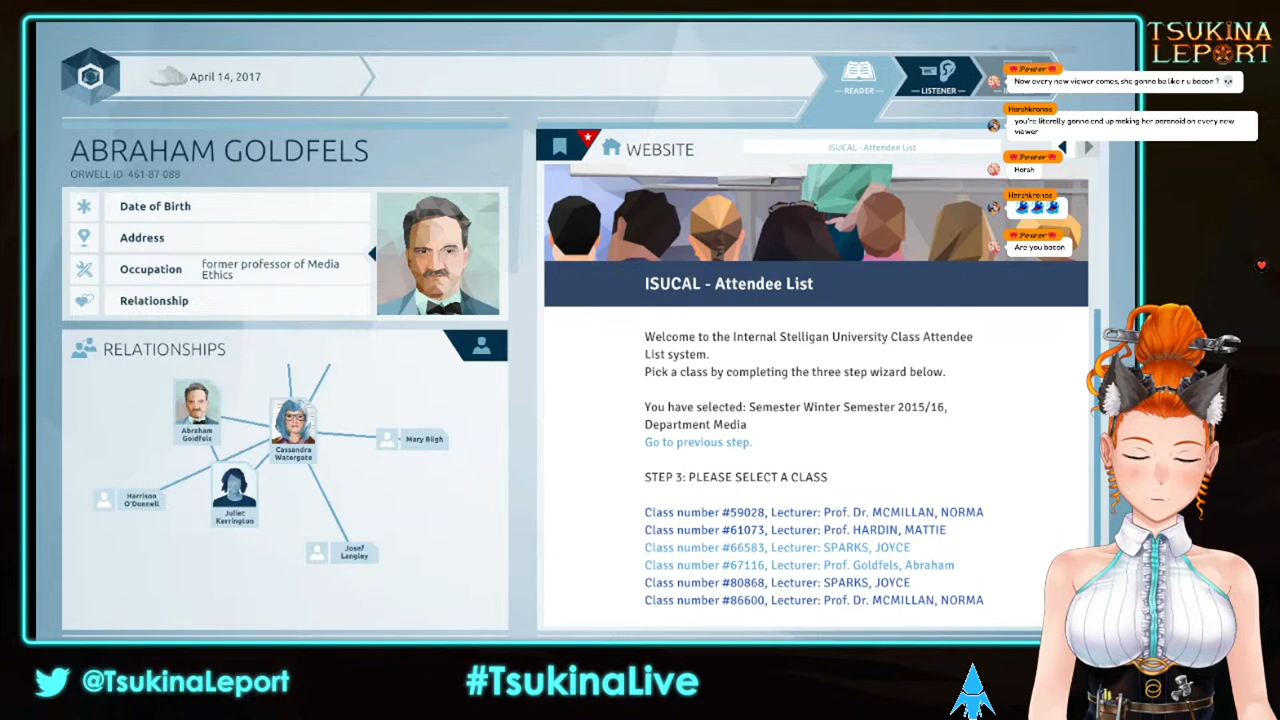 TSUKINA
LEPORT
April 14, 2017
READER
LISTENER
Power
Now every new viewer comes, she gonna be like r u bacon ? 💀
Harshkronos
you're literally gonna end up making her paranoid on every new
viewer
Power
Harsh
Harshkronos
Power
Are you bacon
ABRAHAM GOLDFELS
ORWELL ID 461-87-088
Date of Birth
Address
Occupation former professor of Media
Ethics
Relationship
RELATIONSHIPS
Abraham
Goldfels
Cassandra
Watergate
Mary Bligh
Harrison
O'Donnell
Juliet
Kerrington
Josef
Langley
WEBSITE
ISUCAL - Attendee List
ISUCAL - Attendee List
Welcome to the Internal Stelligan University Class Attendee
List system.
Pick a class by completing the three step wizard below.
You have selected: Semester Winter Semester 2015/16,
Department Media
Go to previous step.
STEP 3: PLEASE SELECT A CLASS
Class number #59028, Lecturer: Prof. Dr. MCMILLAN, NORMA
Class number #61073, Lecturer: Prof. HARDIN, MATTIE
Class number #66583, Lecturer: SPARKS, JOYCE
Class number #67116, Lecturer: Prof. Goldfels, Abraham
Class number #80868, Lecturer: SPARKS, JOYCE
Class number #86600, Lecturer: Prof. Dr. MCMILLAN, NORMA
@TsukinaLeport
#TsukinaLive